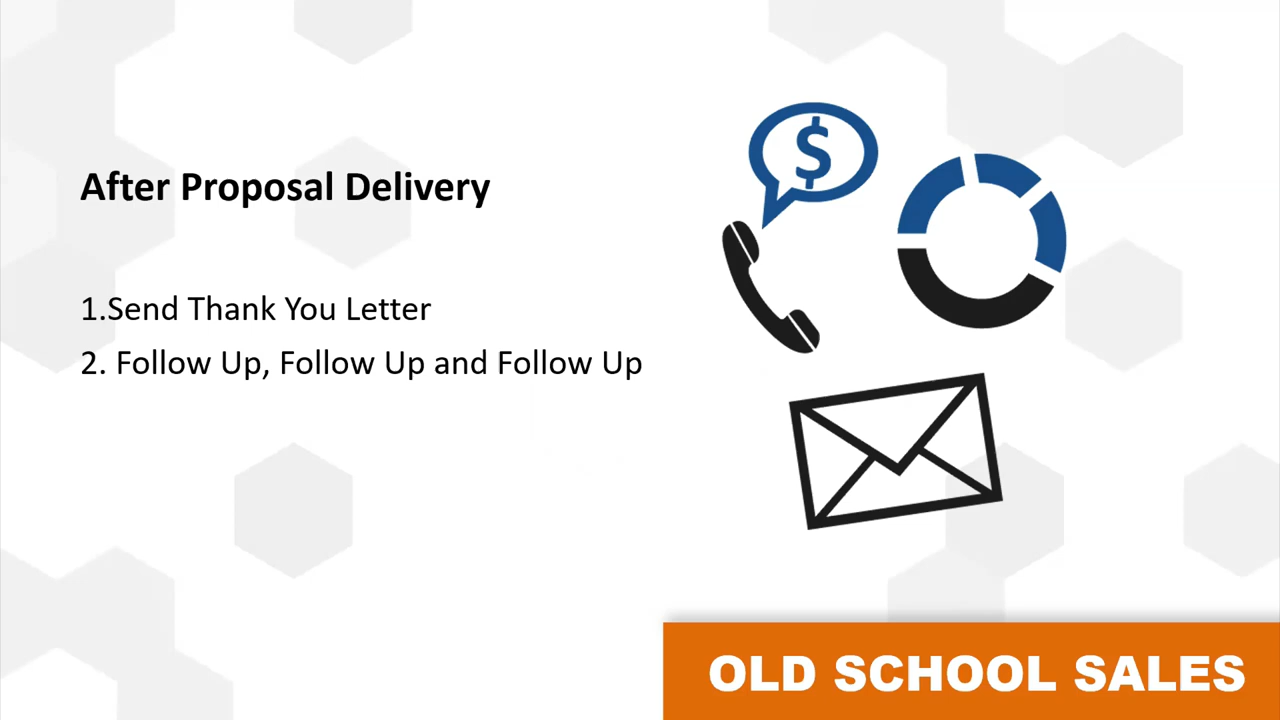 After Proposal Delivery
1.Send Thank You Letter
2. Follow Up, Follow Up and Follow Up
$
OLD SCHOOL SALES